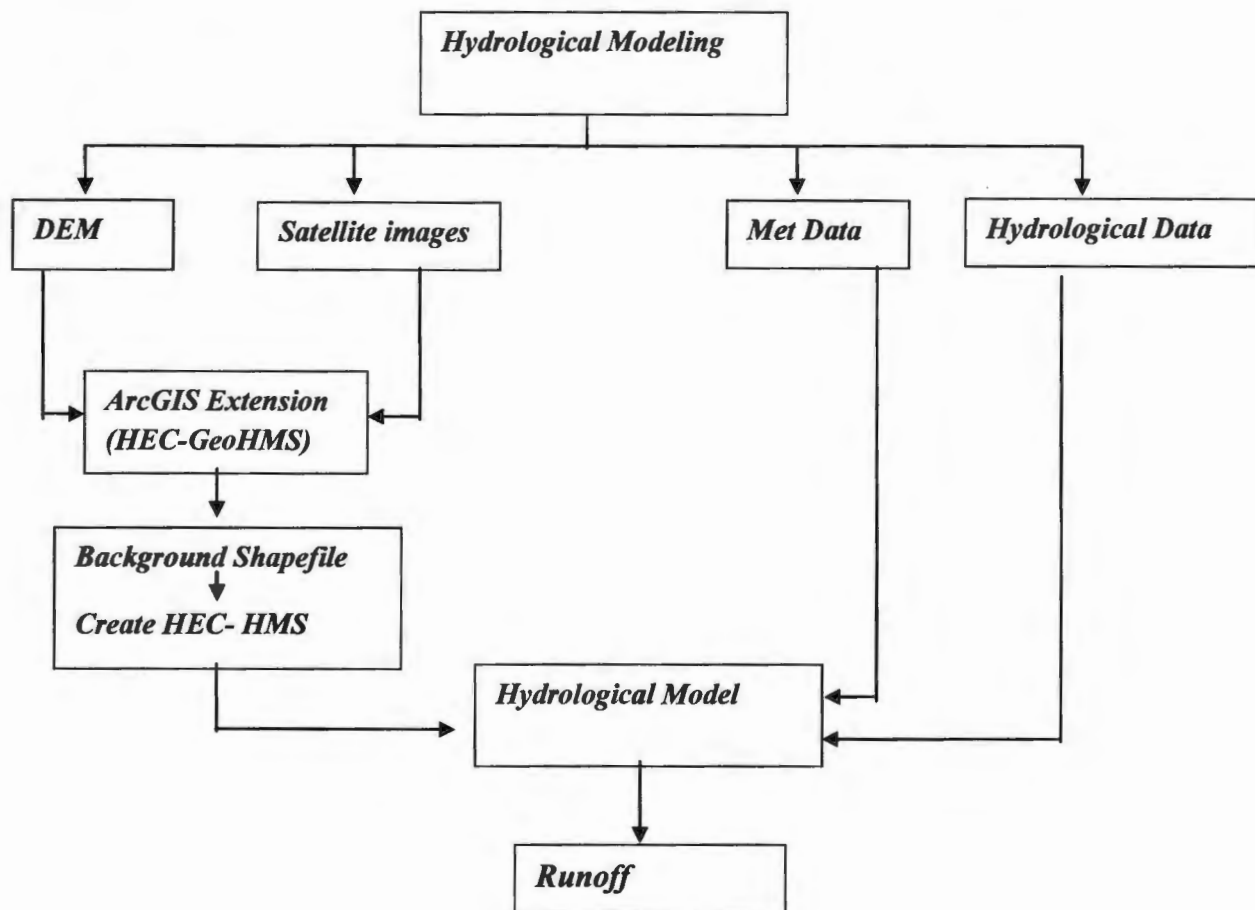 Hydrological Modeling
DEM
Satellite images
Met Data
Hydrological Data
ArcGIS Extension
(HEC-GeoHMS)
Background Shapefile
Create HEC- HMS
Hydrological Model
Runoff